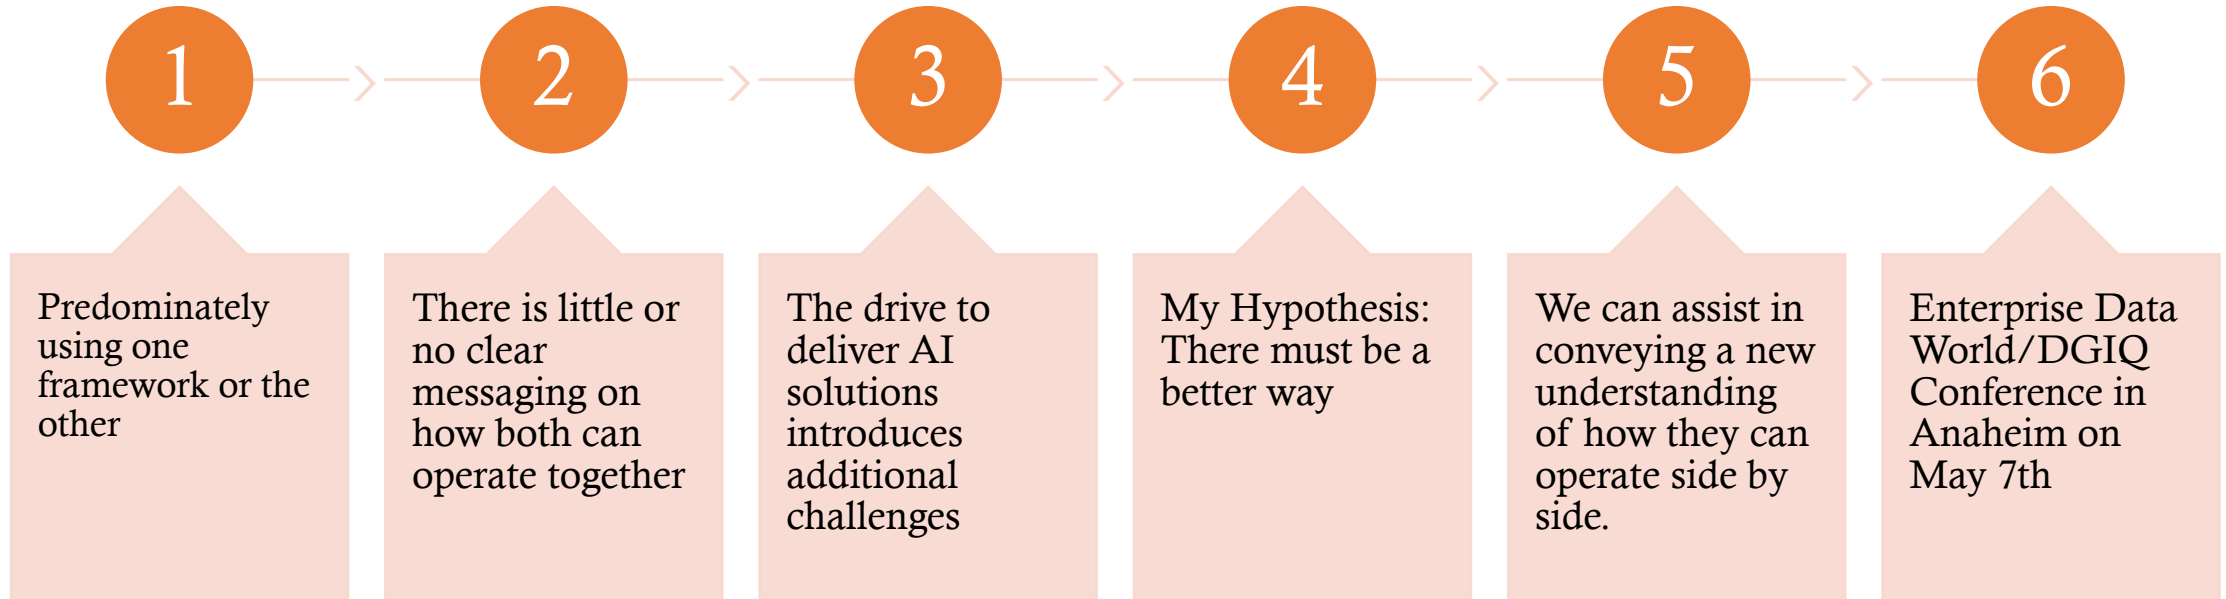 1
Predominately
using one
framework or the
other
2
There is little or
no clear
messaging on
how both can
operate together
3
The drive to
deliver AI
solutions
introduces
additional
challenges
4
My Hypothesis:
There must be a
better way
5
We can assist in
conveying a new
understanding
of how they can
operate side by
side.
6
Enterprise Data
World/DGIQ
Conference in
Anaheim on
May 7th